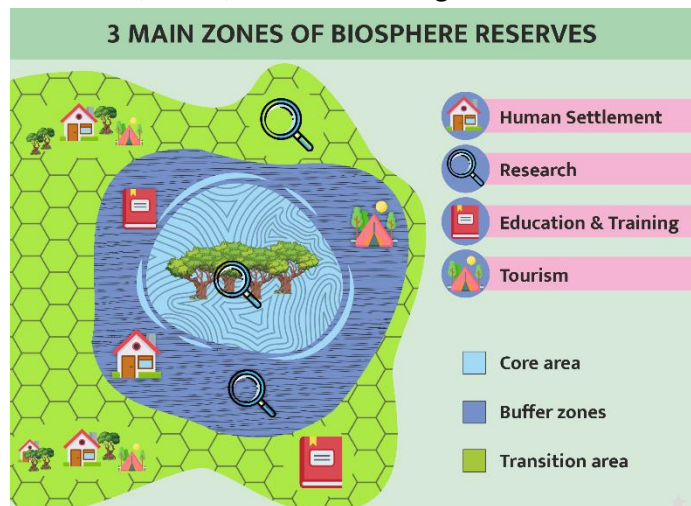 3 MAIN ZONES OF BIOSPHERE RESERVES
Human Settlement
Research
Education & Training
Tourism
Core area
Buffer zones
Transition area